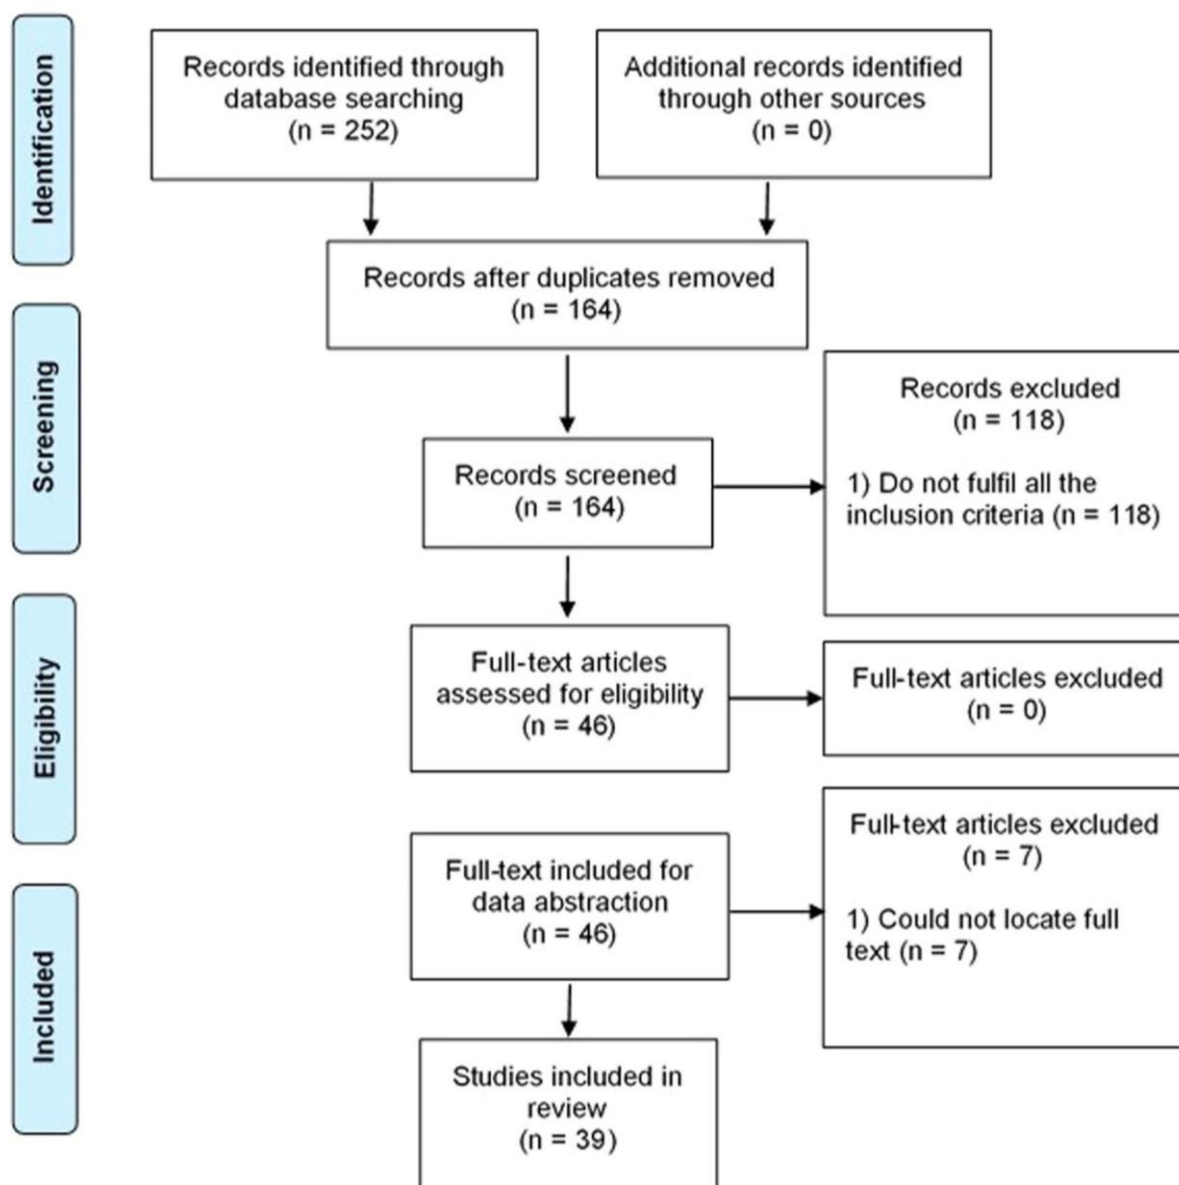 Identification
Records identified through
database searching
(n = 252)
Additional records identified
through other sources
(n = 0)
Records after duplicates removed
(n = 164)
Screening
Records screened
(n = 164)
Records excluded
(n = 118)
1) Do not fulfil all the
inclusion criteria (n = 118)
Eligibility
Full-text articles
assessed for eligibility
(n = 46)
Full-text articles excluded
(n = 0)
Included
Full-text included for
data abstraction
(n = 46)
Full-text articles excluded
(n = 7)
1) Could not locate full
text (n = 7)
Studies included in
review
(n = 39)